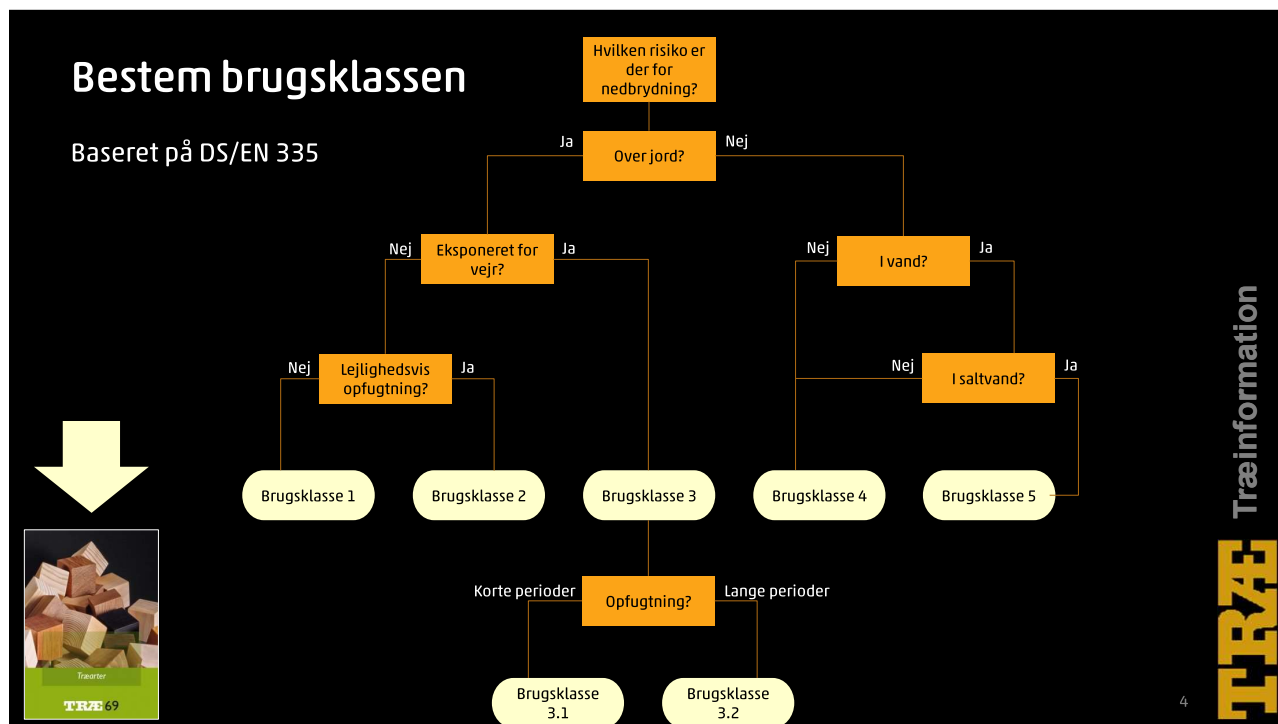 Bestem brugsklassen
Baseret på DS/EN 335
Hvilken risiko er
der for
nedbrydning?
Ja
Over jord?
Nej
Nej
Eksponeret for
vejr?
Ja
Nej
I vand?
Ja
Nej
Lejlighedsvis
opfugtning?
Ja
Nej
I saltvand?
Ja
Brugsklasse 1
Brugsklasse 2
Brugsklasse 3
Brugsklasse 4
Brugsklasse 5
Korte perioder
Opfugtning?
Lange perioder
Brugsklasse
3.1
Brugsklasse
3.2
Træarter
TRÆ 69
Træinformation
TRÆ
4